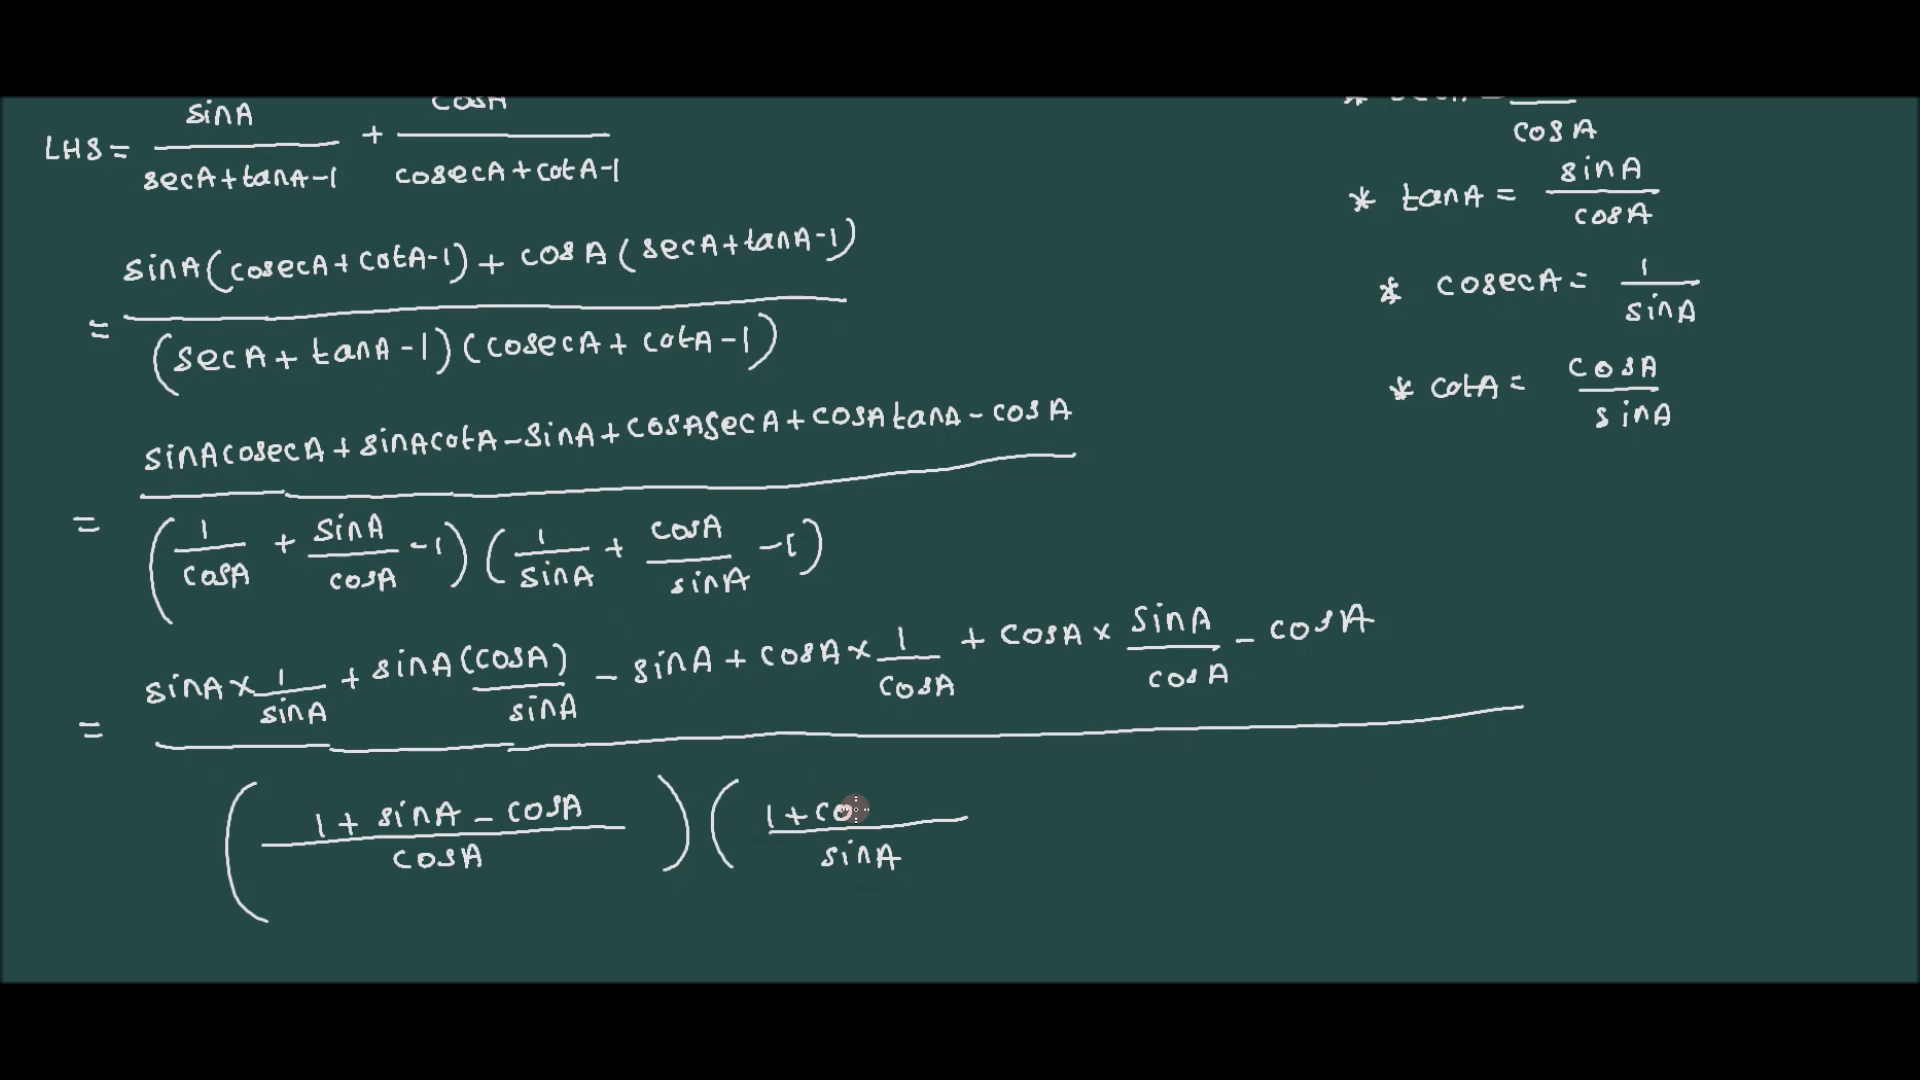 LHS = sinA / (secA + tanA - 1) + cosA / (cosecA + cotA - 1)
= (sinA(cosecA + cotA - 1) + cosA(secA + tanA - 1)) / ((secA + tanA - 1)(cosecA + cotA - 1))
= (sinAcosecA + sinAcotA - sinA + cosAsecA + cosAtanA - cosA) / ((1/cosA + sinA/cosA - 1)(1/sinA + cosA/sinA - 1))
= (sinA × 1/sinA + sinA(cosA)/sinA - sinA + cosA × 1/cosA + cosA × sinA/cosA - cosA) / (((1 + sinA - cosA)/cosA)((1 + co)/sinA
cosA
* tanA = sinA/cosA
* cosecA = 1/sinA
* cotA = cosA/sinA